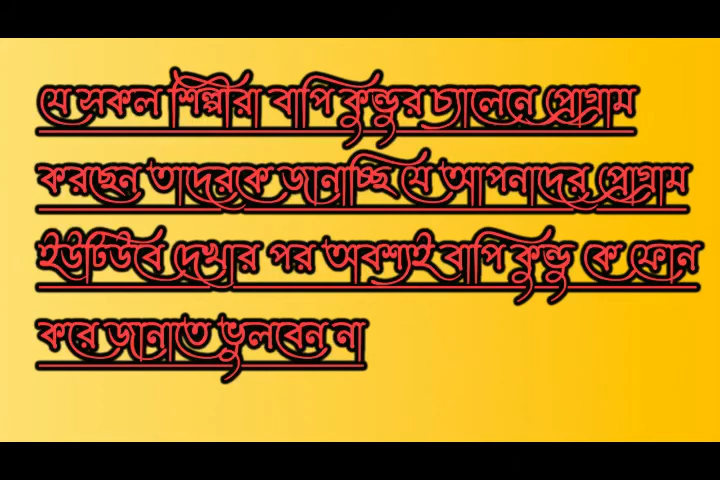 যে সকল শিল্পীরা বাপি কুন্ডুর চ্যালেনে প্রোগ্রাম
করছেন তাদেরকে জানাচ্ছি যে আপনাদের প্রোগ্রাম
ইউটিউবে দেখার পর অবশ্যই বাপি কুন্ডু কে ফোন
করে জানাতে ভুলবেন না